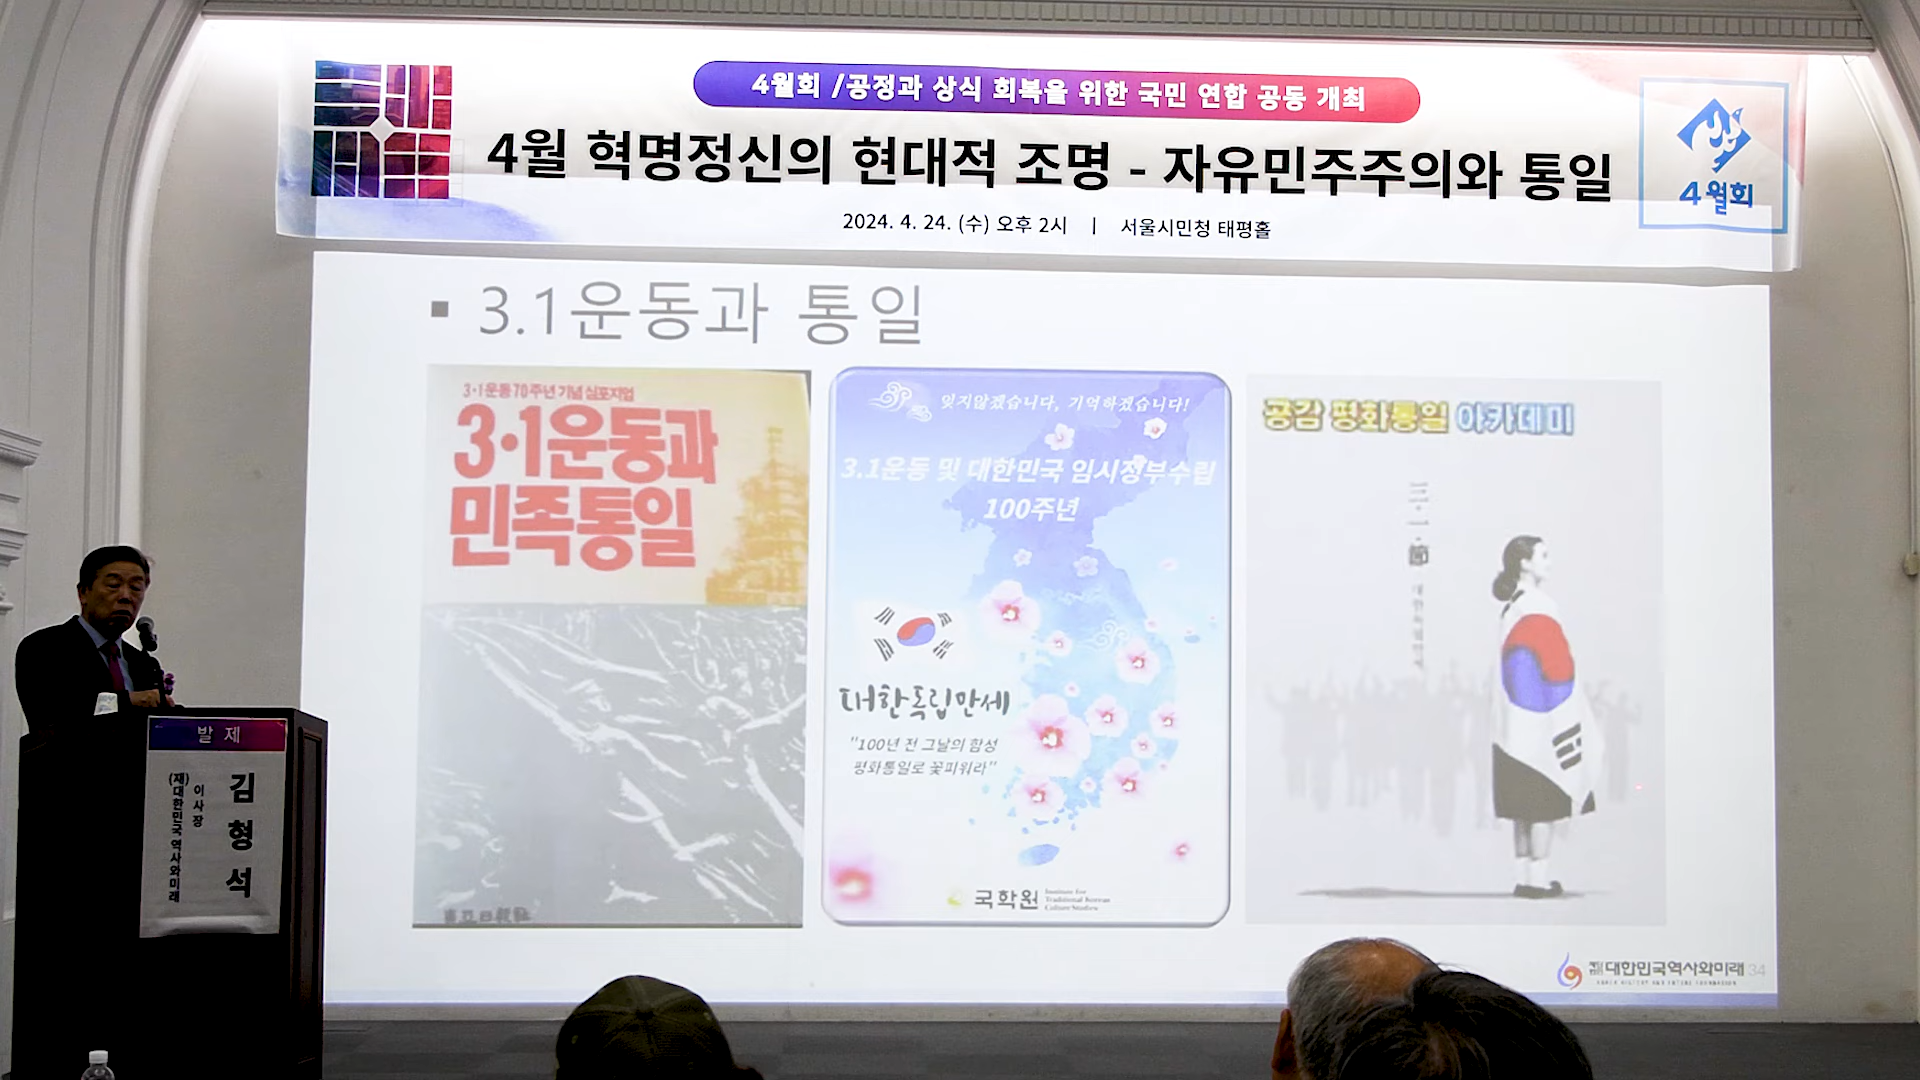 4월회 /공정과 상식 회복을 위한 국민 연합 공동 개최
4월 혁명정신의 현대적 조명 - 자유민주주의와 통일
2024. 4. 24. (수) 오후 2시 | 서울시민청 태평홀
4월회
▪ 3.1운동과 통일
3·1운동70주년기념심포지엄
3·1운동과
민족통일
잊지않겠습니다, 기억하겠습니다!
3.1운동 및 대한민국 임시정부수립
100주년
대한독립만세
"100년 전 그날의 함성
평화통일로 꽃피워라"
국학원
Institute for
Traditional Korean
Culture Studies
공감 평화통일 아카데미
三·一·節
대한독립만세
발제
김형석
이사장
(재)대한민국 역사와미래
대한민국역사와미래 34